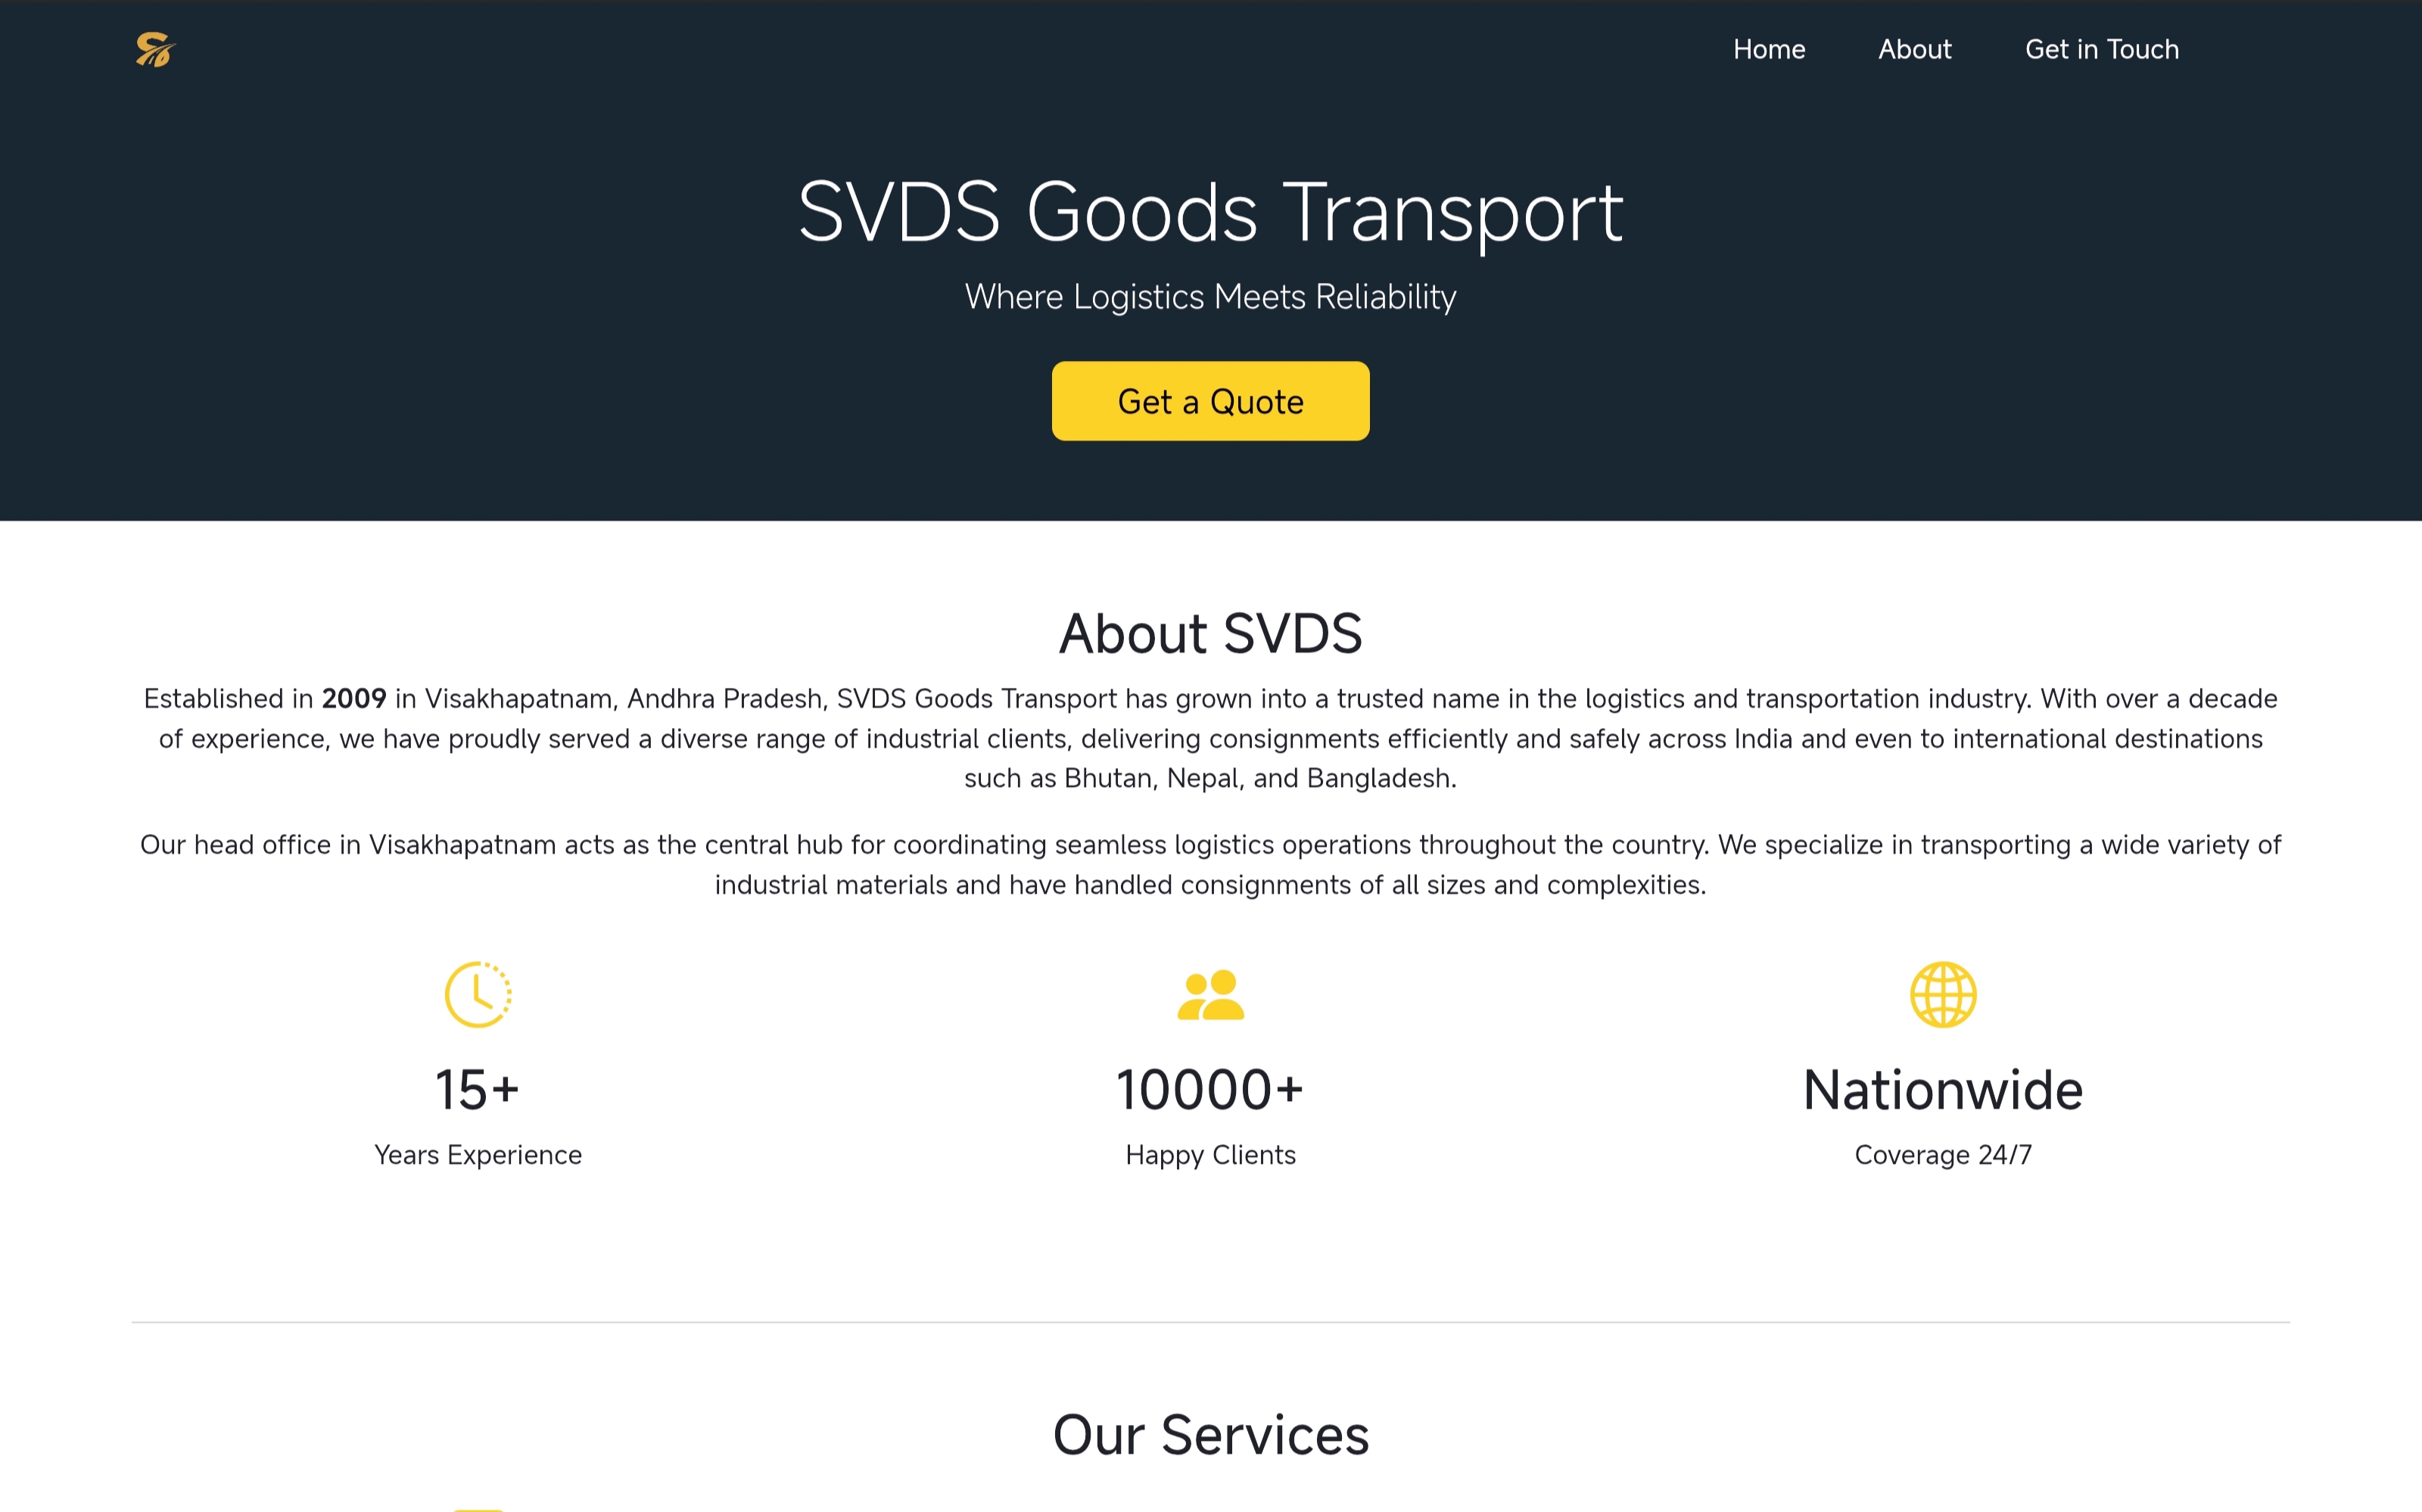 Home
About
Get in Touch
SVDS Goods Transport
Where Logistics Meets Reliability
Get a Quote
About SVDS
Established in 2009 in Visakhapatnam, Andhra Pradesh, SVDS Goods Transport has grown into a trusted name in the logistics and transportation industry. With over a decade
of experience, we have proudly served a diverse range of industrial clients, delivering consignments efficiently and safely across India and even to international destinations
such as Bhutan, Nepal, and Bangladesh.
Our head office in Visakhapatnam acts as the central hub for coordinating seamless logistics operations throughout the country. We specialize in transporting a wide variety of
industrial materials and have handled consignments of all sizes and complexities.
15+
Years Experience
10000+
Happy Clients
Nationwide
Coverage 24/7
Our Services